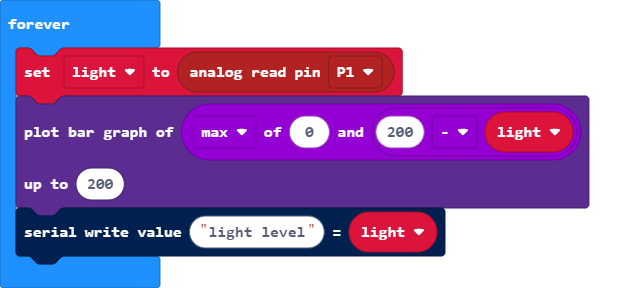 forever
set light to analog read pin P1
plot bar graph of max of 0 and 200 - light
up to 200
serial write value "light level" = light